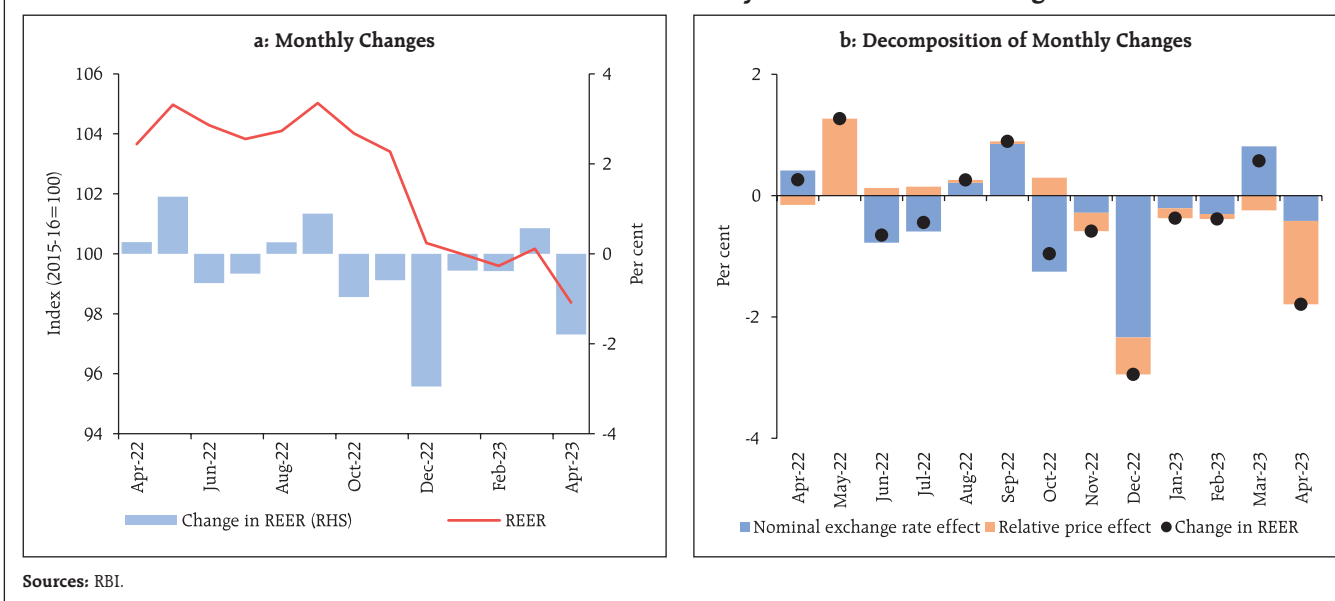 a: Monthly Changes
106
104
102
100
98
96
94
Index (2015-16=100)
4
2
0
-2
-4
Per cent
Apr-22
Jun-22
Aug-22
Oct-22
Dec-22
Feb-23
Apr-23
Change in REER (RHS)
REER
b: Decomposition of Monthly Changes
2
0
-2
-4
Per cent
Apr-22
May-22
Jun-22
Jul-22
Aug-22
Sep-22
Oct-22
Nov-22
Dec-22
Jan-23
Feb-23
Mar-23
Apr-23
Nominal exchange rate effect
Relative price effect
Change in REER
Sources: RBI.